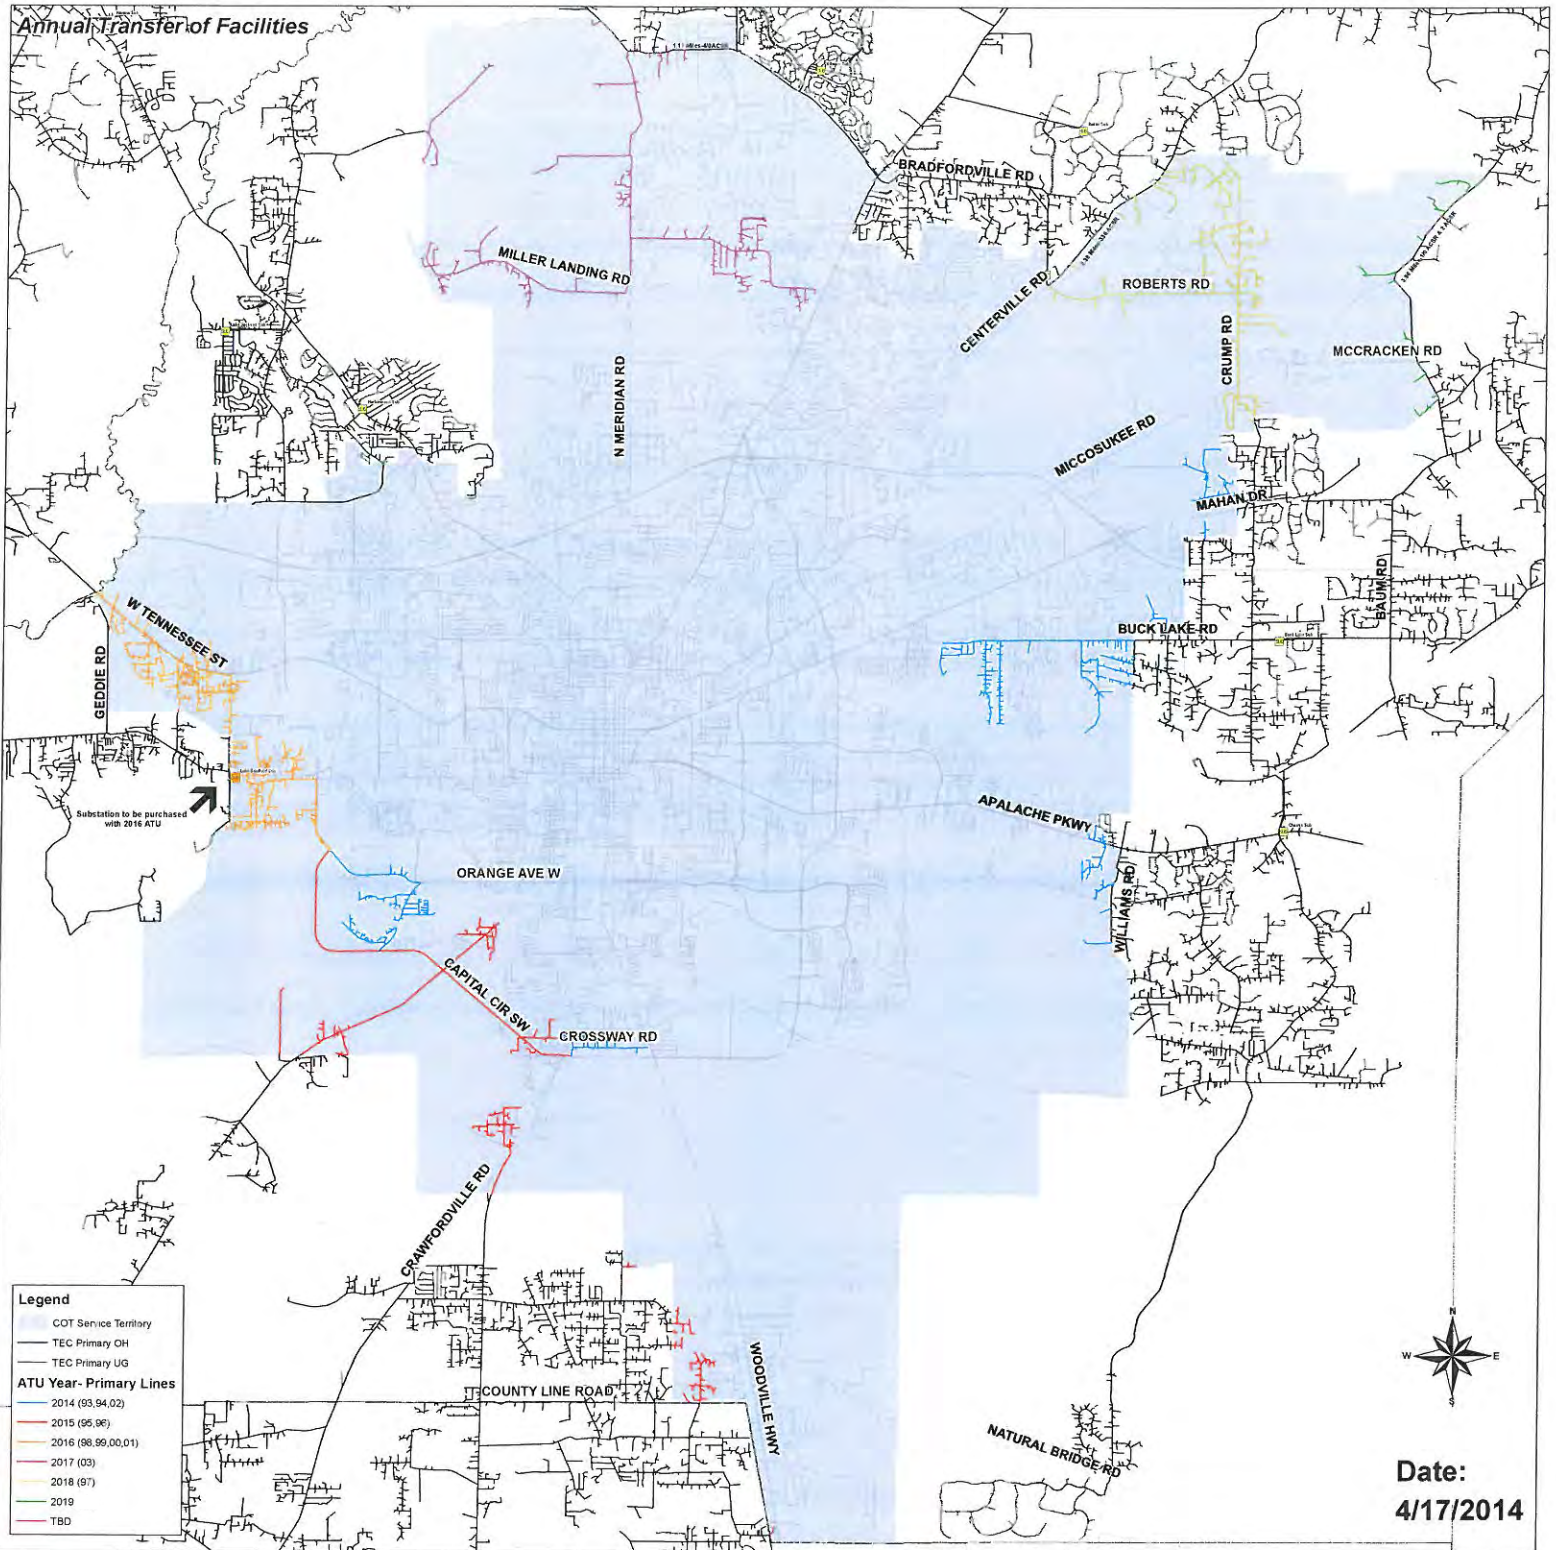 Annual Transfer of Facilities
BRADFORDVILLE RD
MILLER LANDING RD
CENTERVILLE RD
ROBERTS RD
CRUMP RD
MCCRACKEN RD
N MERIDIAN RD
MICCOSUKEE RD
MAHAN DR
BAUM RD
W TENNESSEE ST
GEDDIE RD
BUCK LAKE RD
Substation to be purchased
with 2016 ATU
APALACHE PKWY
WILLIAMS RD
ORANGE AVE W
CAPITAL CIR SW
CROSSWAY RD
CRAWFORDVILLE RD
WOODVILLE HWY
COUNTY LINE ROAD
NATURAL BRIDGE RD
Legend
COT Service Territory
TEC Primary OH
TEC Primary UG
ATU Year- Primary Lines
2014 (93,94,02)
2015 (95,96)
2016 (98,99,00,01)
2017 (03)
2018 (97)
2019
TBD
N
W
E
S
Date:
4/17/2014